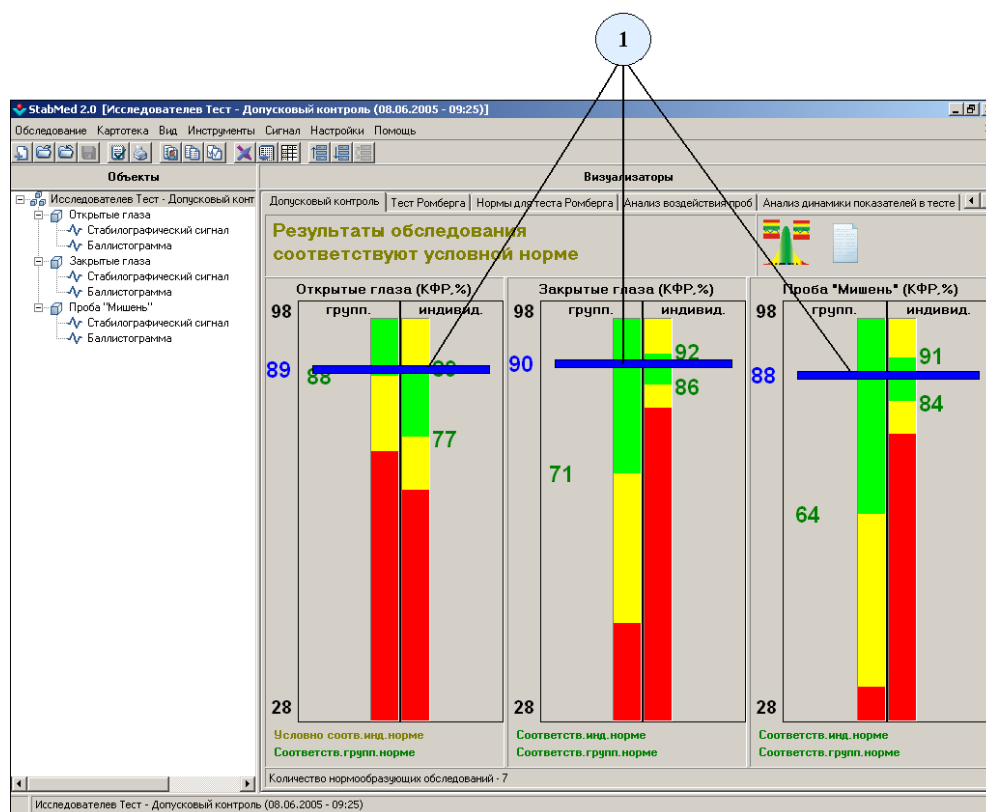 1
StabMed 2.0 [Исследователев Тест - Допусковый контроль (08.06.2005 - 09:25)]
Обследование Картотека Вид Инструменты Сигнал Настройки Помощь
Объекты
Визуализаторы
Исследователев Тест - Допусковый конт
Открытые глаза
Стабилографический сигнал
Баллистограмма
Закрытые глаза
Стабилографический сигнал
Баллистограмма
Проба "Мишень"
Стабилографический сигнал
Баллистограмма
Допусковый контроль Тест Ромберга Нормы для теста Ромберга Анализ воздействия проб Анализ динамики показателей в тесте
Результаты обследования
соответствуют условной норме
Открытые глаза (КФР,%)
98 групп. индивид.
89
88
77
28
Условно соотв.инд.норме
Соответств.групп.норме
Закрытые глаза (КФР,%)
98 групп. индивид.
92
90
86
71
28
Соответств.инд.норме
Соответств.групп.норме
Проба "Мишень" (КФР,%)
98 групп. индивид.
91
88
84
64
28
Соответств.инд.норме
Соответств.групп.норме
Количество нормообразующих обследований - 7
Исследователев Тест - Допусковый контроль (08.06.2005 - 09:25)